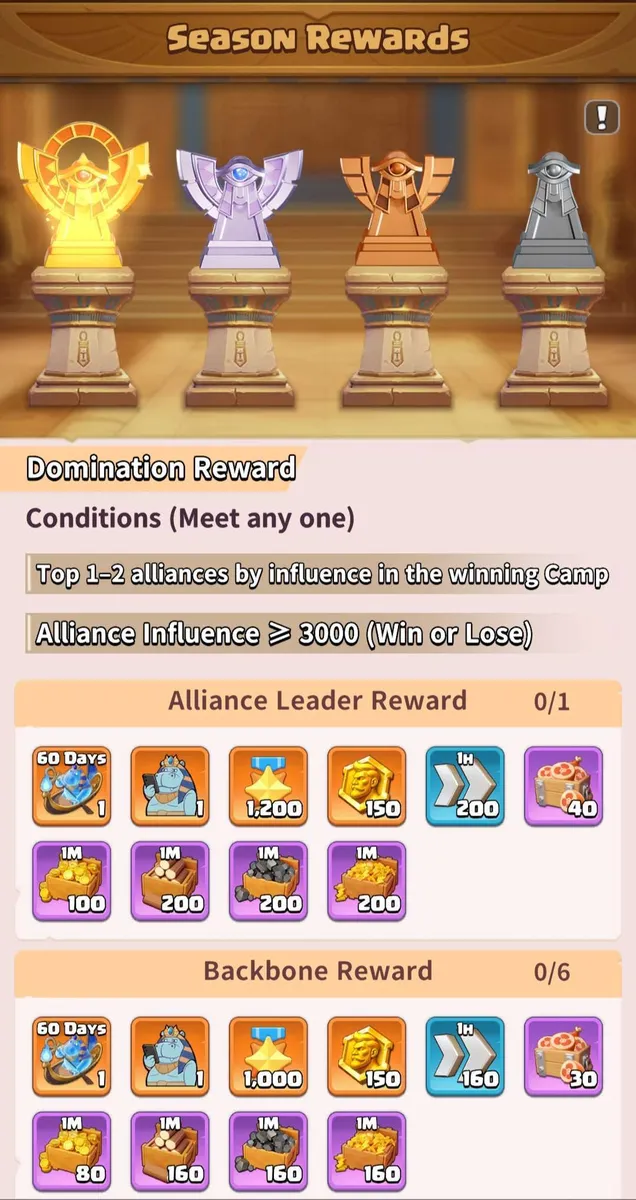 Season Rewards
!
Domination Reward
Conditions (Meet any one)
Top 1-2 alliances by influence in the winning Camp
Alliance Influence ≥ 3000 (Win or Lose)
Alliance Leader Reward 0/1
60 Days 1H
1 1 1,200 150 200 40
1M 1M 1M 1M
100 200 200 200
Backbone Reward 0/6
60 Days 1H
1 1 1,000 150 160 30
1M 1M 1M 1M
80 160 160 160